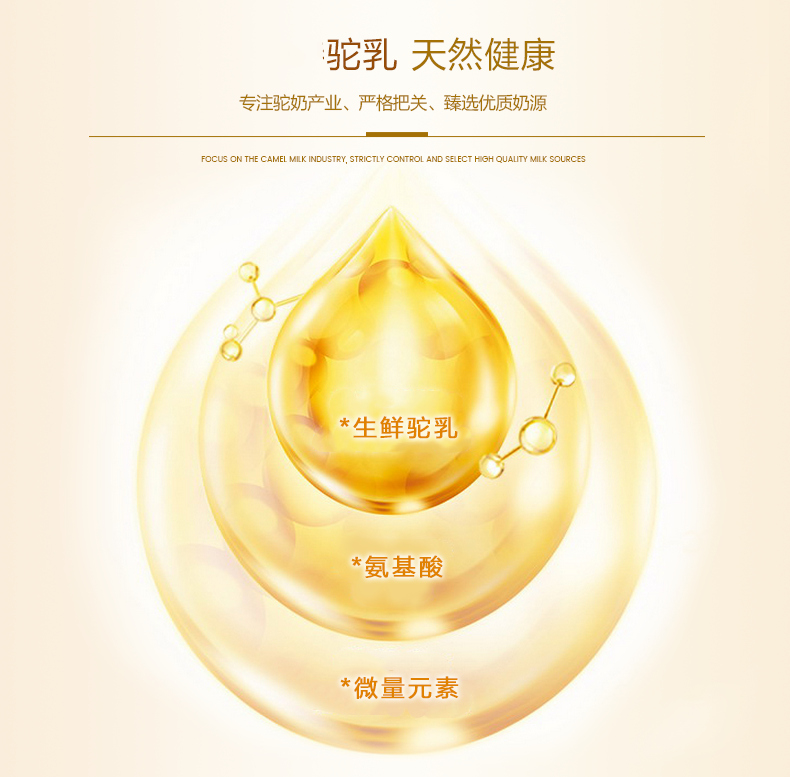 驼乳 天然健康
专注驼奶产业、严格把关、臻选优质奶源
FOCUS ON THE CAMEL MILK INDUSTRY, STRICTLY CONTROL AND SELECT HIGH QUALITY MILK SOURCES
*生鲜驼乳
*氨基酸
*微量元素